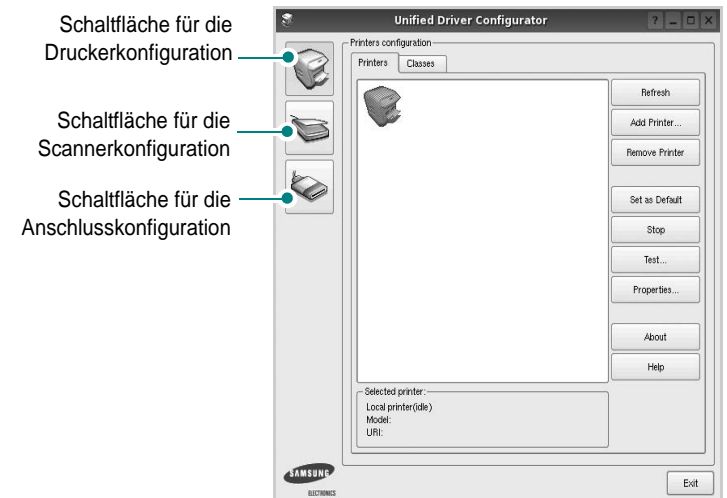 Schaltfläche für die
Druckerkonfiguration
Schaltfläche für die
Scannerkonfiguration
Schaltfläche für die
Anschlusskonfiguration
Unified Driver Configurator
?
Printers configuration
Printers
Classes
Refresh
Add Printer...
Remove Printer
Set as Default
Stop
Test...
Properties...
About
Help
Selected printer:
Local printer(idle)
Model:
URI:
SAMSUNG
ELECTRONICS
Exit